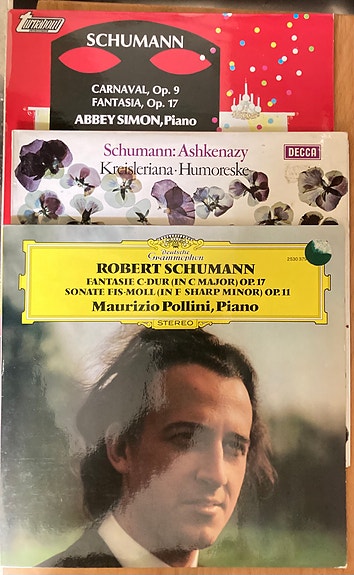 turnabout
SCHUMANN
CARNAVAL, Op. 9
FANTASIA, Op. 17
ABBEY SIMON, Piano
Schumann: Ashkenazy
DECCA
Kreisleriana · Humoreske
Deutsche
Grammophon
ROBERT SCHUMANN
2530 379
FANTASIE C-DUR (IN C MAJOR) OP. 17
SONATE FIS-MOLL (IN F SHARP MINOR) OP. 11
Maurizio Pollini, Piano
STEREO